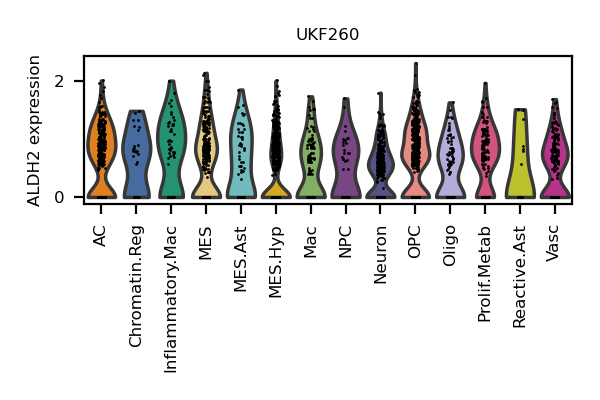 UKF260
ALDH2 expression
2
0
AC
Chromatin.Reg
Inflammatory.Mac
MES
MES.Ast
MES.Hyp
Mac
NPC
Neuron
OPC
Oligo
Prolif.Metab
Reactive.Ast
Vasc